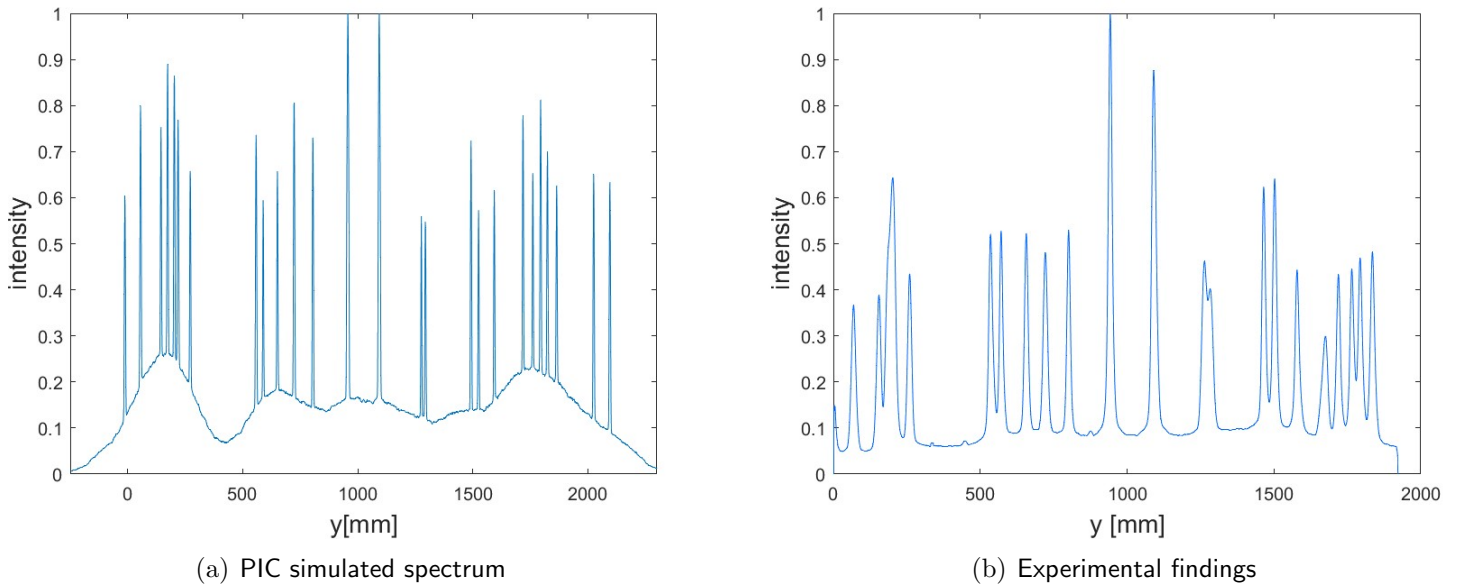 1
0.9
0.8
0.7
0.6
0.5
0.4
0.3
0.2
0.1
0
intensity
0 500 1000 1500 2000
y[mm]
(a) PIC simulated spectrum
1
0.9
0.8
0.7
0.6
0.5
0.4
0.3
0.2
0.1
0
intensity
0 500 1000 1500 2000
y [mm]
(b) Experimental findings